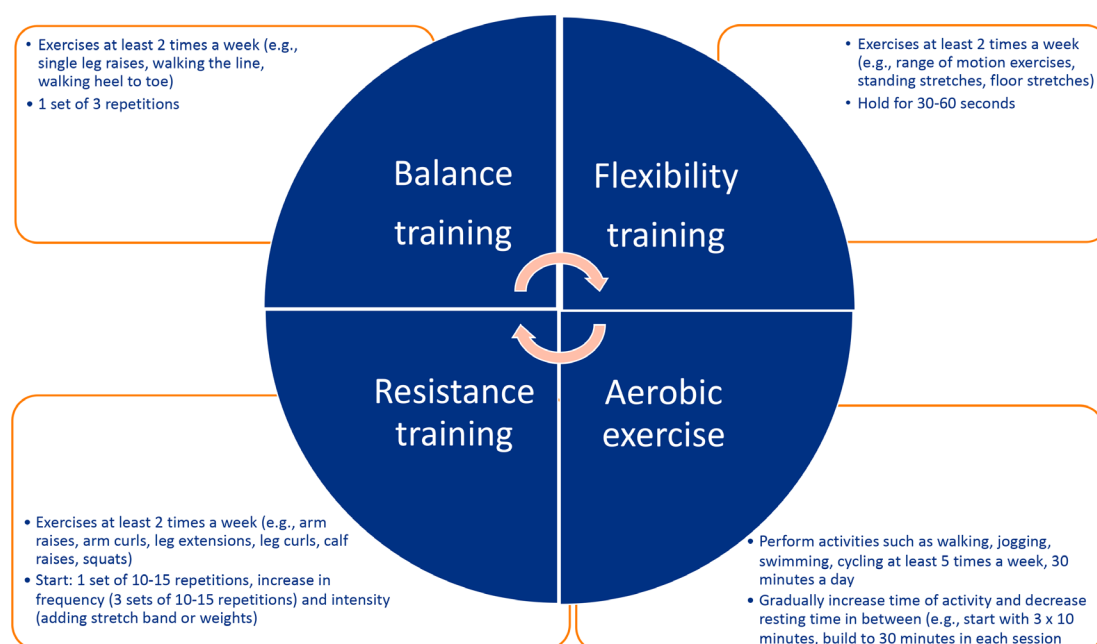 • Exercises at least 2 times a week (e.g.,
single leg raises, walking the line,
walking heel to toe)
• 1 set of 3 repetitions
• Exercises at least 2 times a week
(e.g., range of motion exercises,
standing stretches, floor stretches)
• Hold for 30-60 seconds
Balance
training
Flexibility
training
Resistance
training
Aerobic
exercise
• Exercises at least 2 times a week (e.g., arm
raises, arm curls, leg extensions, leg curls, calf
raises, squats)
• Start: 1 set of 10-15 repetitions, increase in
frequency (3 sets of 10-15 repetitions) and intensity
(adding stretch band or weights)
• Perform activities such as walking, jogging,
swimming, cycling at least 5 times a week, 30
minutes a day
• Gradually increase time of activity and decrease
resting time in between (e.g., start with 3 x 10
minutes, build to 30 minutes in each session